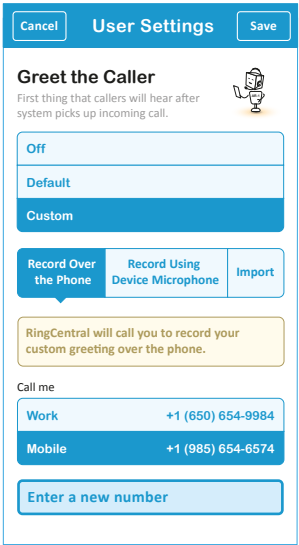 Cancel User Settings Save
Greet the Caller
First thing that callers will hear after
system picks up incoming call.
Off
Default
Custom
Record Over
the Phone
Record Using
Device Microphone
Import
RingCentral will call you to record your
custom greeting over the phone.
Call me
Work +1 (650) 654-9984
Mobile +1 (985) 654-6574
Enter a new number